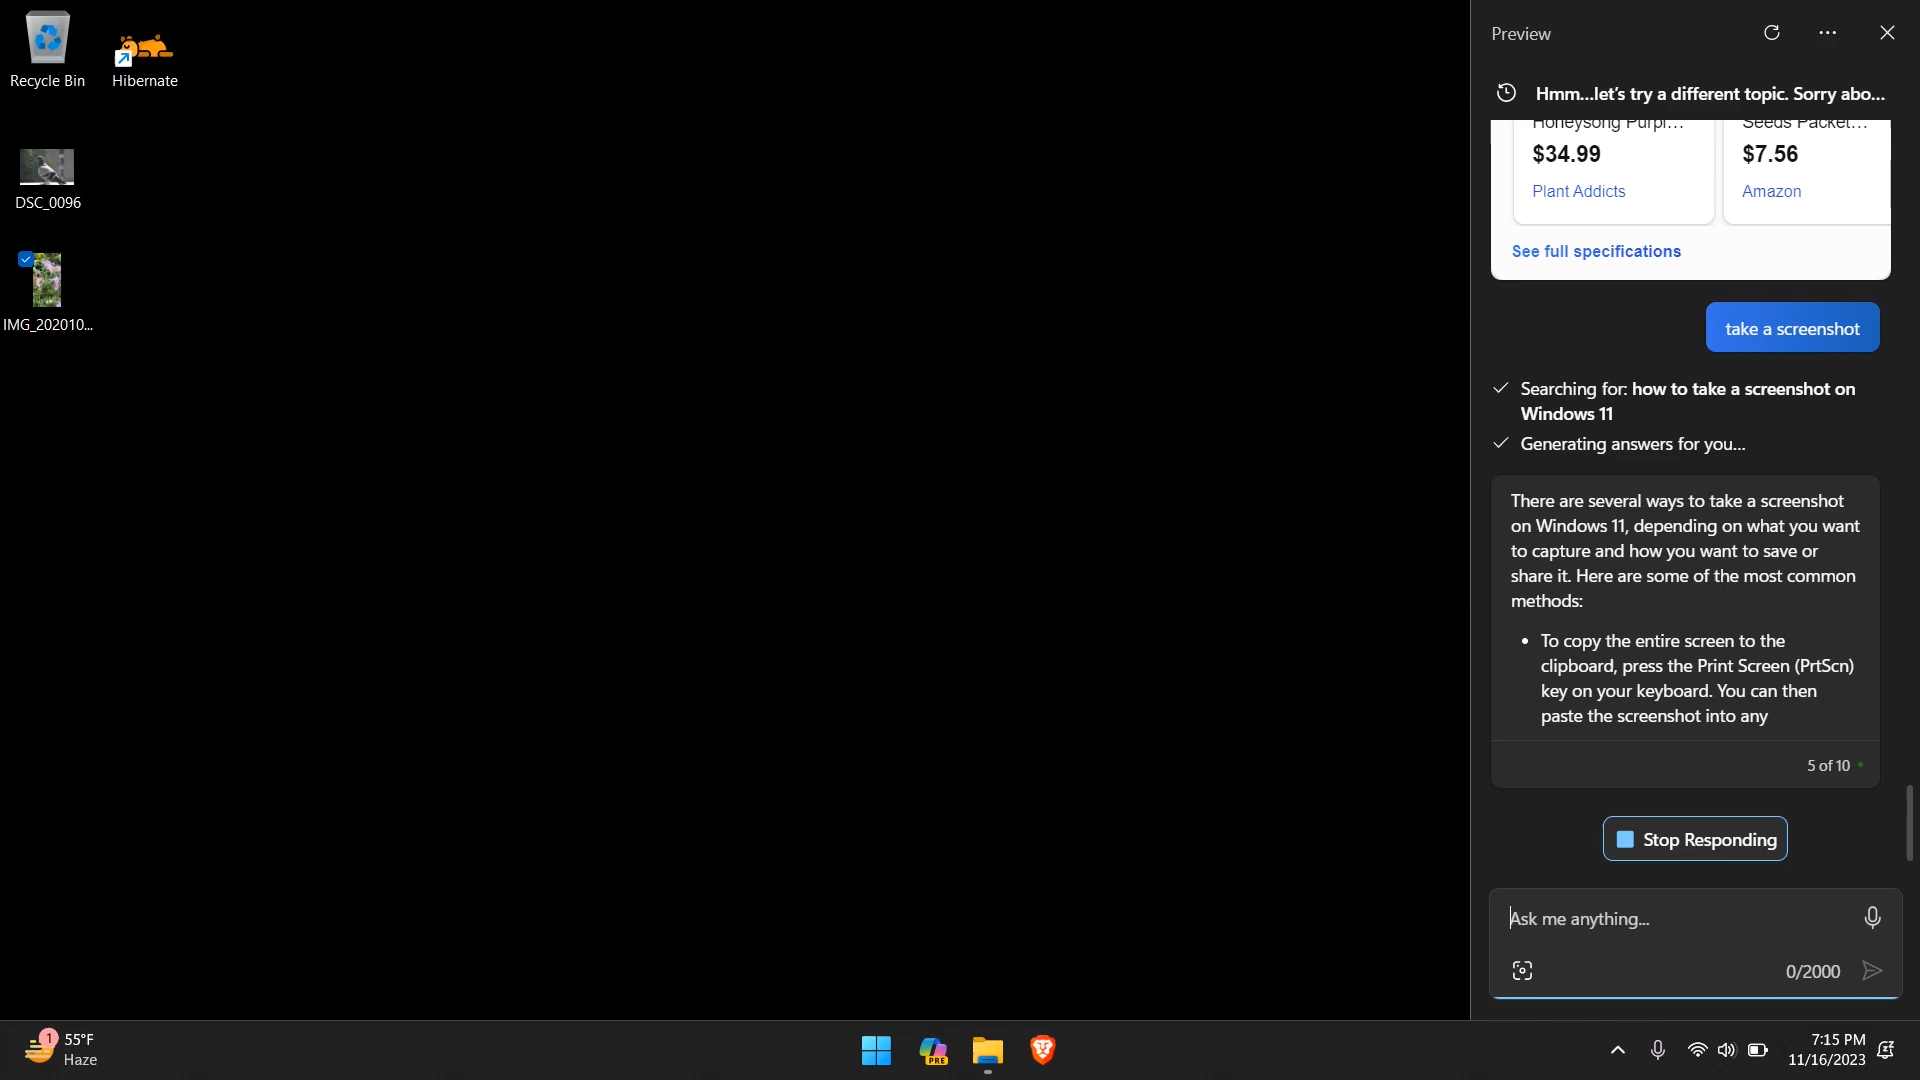 Recycle Bin
Hibernate
DSC_0096
IMG_202010...
Preview
Hmm...let's try a different topic. Sorry abo...
Honeysong Purpl...
Seeds Packet...
$34.99
$7.56
Plant Addicts
Amazon
See full specifications
take a screenshot
Searching for: how to take a screenshot on
Windows 11
Generating answers for you...
There are several ways to take a screenshot
on Windows 11, depending on what you want
to capture and how you want to save or
share it. Here are some of the most common
methods:
• To copy the entire screen to the
clipboard, press the Print Screen (PrtScn)
key on your keyboard. You can then
paste the screenshot into any
5 of 10
Stop Responding
Ask me anything...
0/2000
1
55°F
Haze
PRE
7:15 PM
11/16/2023